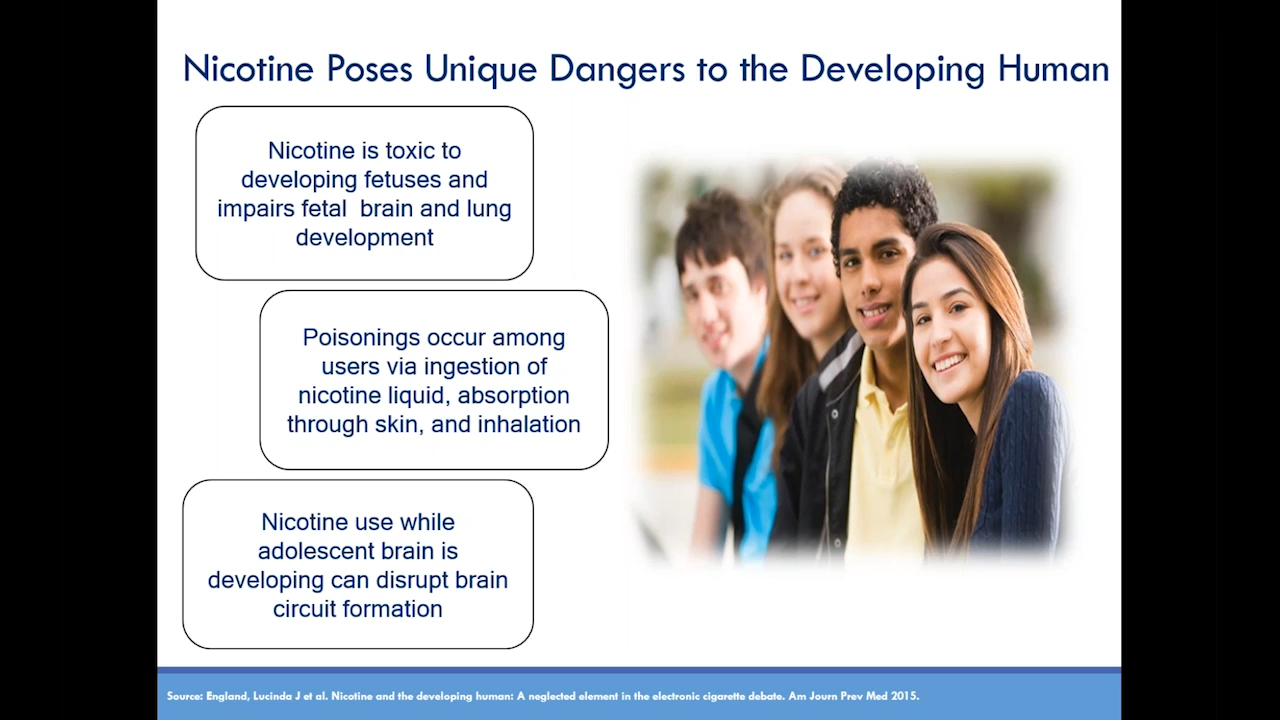 Nicotine Poses Unique Dangers to the Developing Human
Nicotine is toxic to
developing fetuses and
impairs fetal  brain and lung
development
Poisonings occur among
users via ingestion of
nicotine liquid, absorption
through skin, and inhalation
Nicotine use while
adolescent brain is
developing can disrupt brain
circuit formation
Source: England, Lucinda J et al. Nicotine and the developing human: A neglected element in the electronic cigarette debate. Am Journ Prev Med 2015.